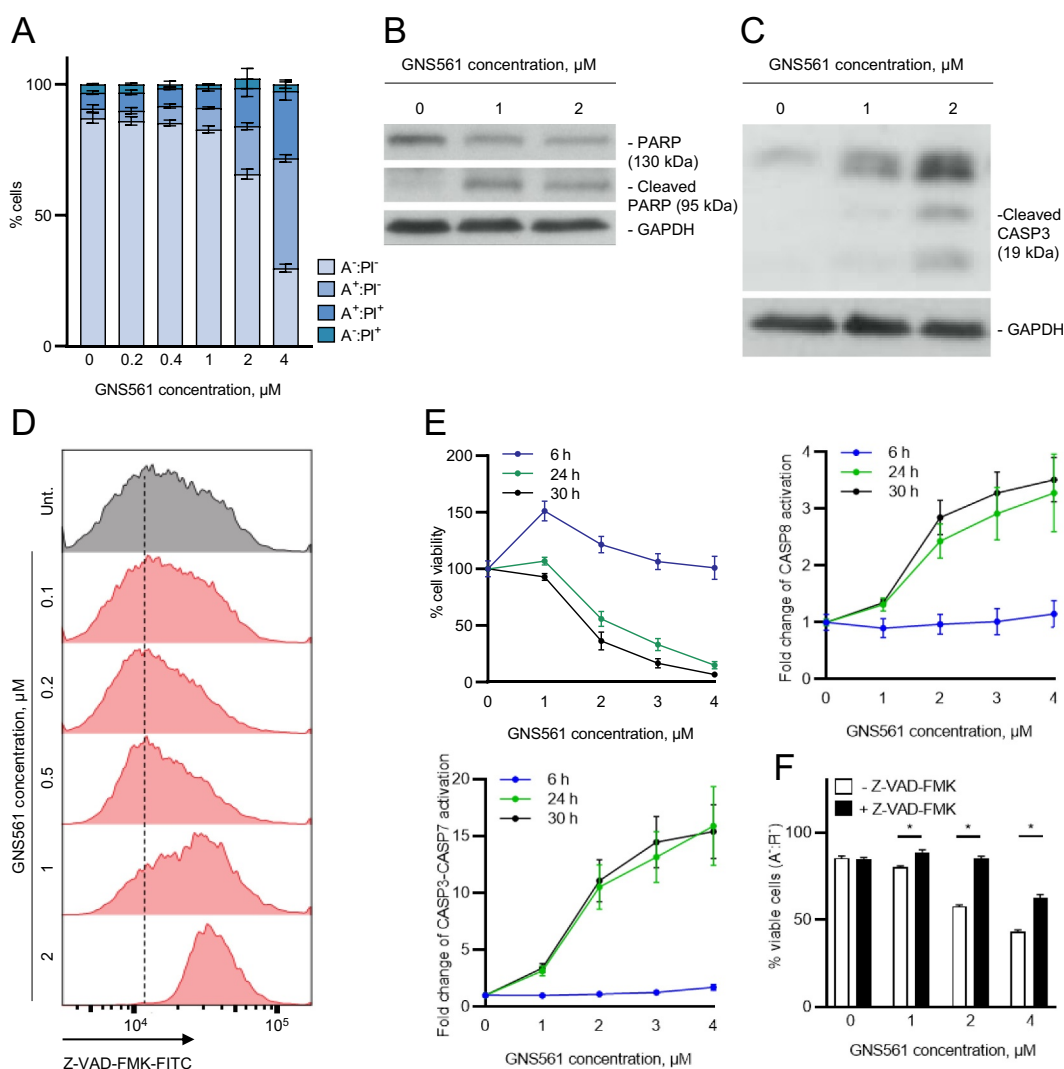 A
% cells
100
50
0
0 0.2 0.4 1 2 4
GNS561 concentration, µM
A⁻:PI⁻
A⁺:PI⁻
A⁺:PI⁺
A⁻:PI⁺
B
GNS561 concentration, µM
0 1 2
- PARP
(130 kDa)
- Cleaved
PARP (95 kDa)
- GAPDH
C
GNS561 concentration, µM
0 1 2
-Cleaved
CASP3
(19 kDa)
- GAPDH
D
Unt.
0.1
0.2
0.5
1
2
GNS561 concentration, µM
10⁴ 10⁵
Z-VAD-FMK-FITC
E
6 h
24 h
30 h
% cell viability
200
150
100
50
0
0 1 2 3 4
GNS561 concentration, µM
6 h
24 h
30 h
Fold change of CASP8 activation
4
3
2
1
0
0 1 2 3 4
GNS561 concentration, µM
6 h
24 h
30 h
Fold change of CASP3-CASP7 activation
20
15
10
2
0
0 1 2 3 4
GNS561 concentration, µM
F
- Z-VAD-FMK
+ Z-VAD-FMK
* * *
% viable cells (A⁻:PI⁻)
100
50
0
0 1 2 4
GNS561 concentration, µM